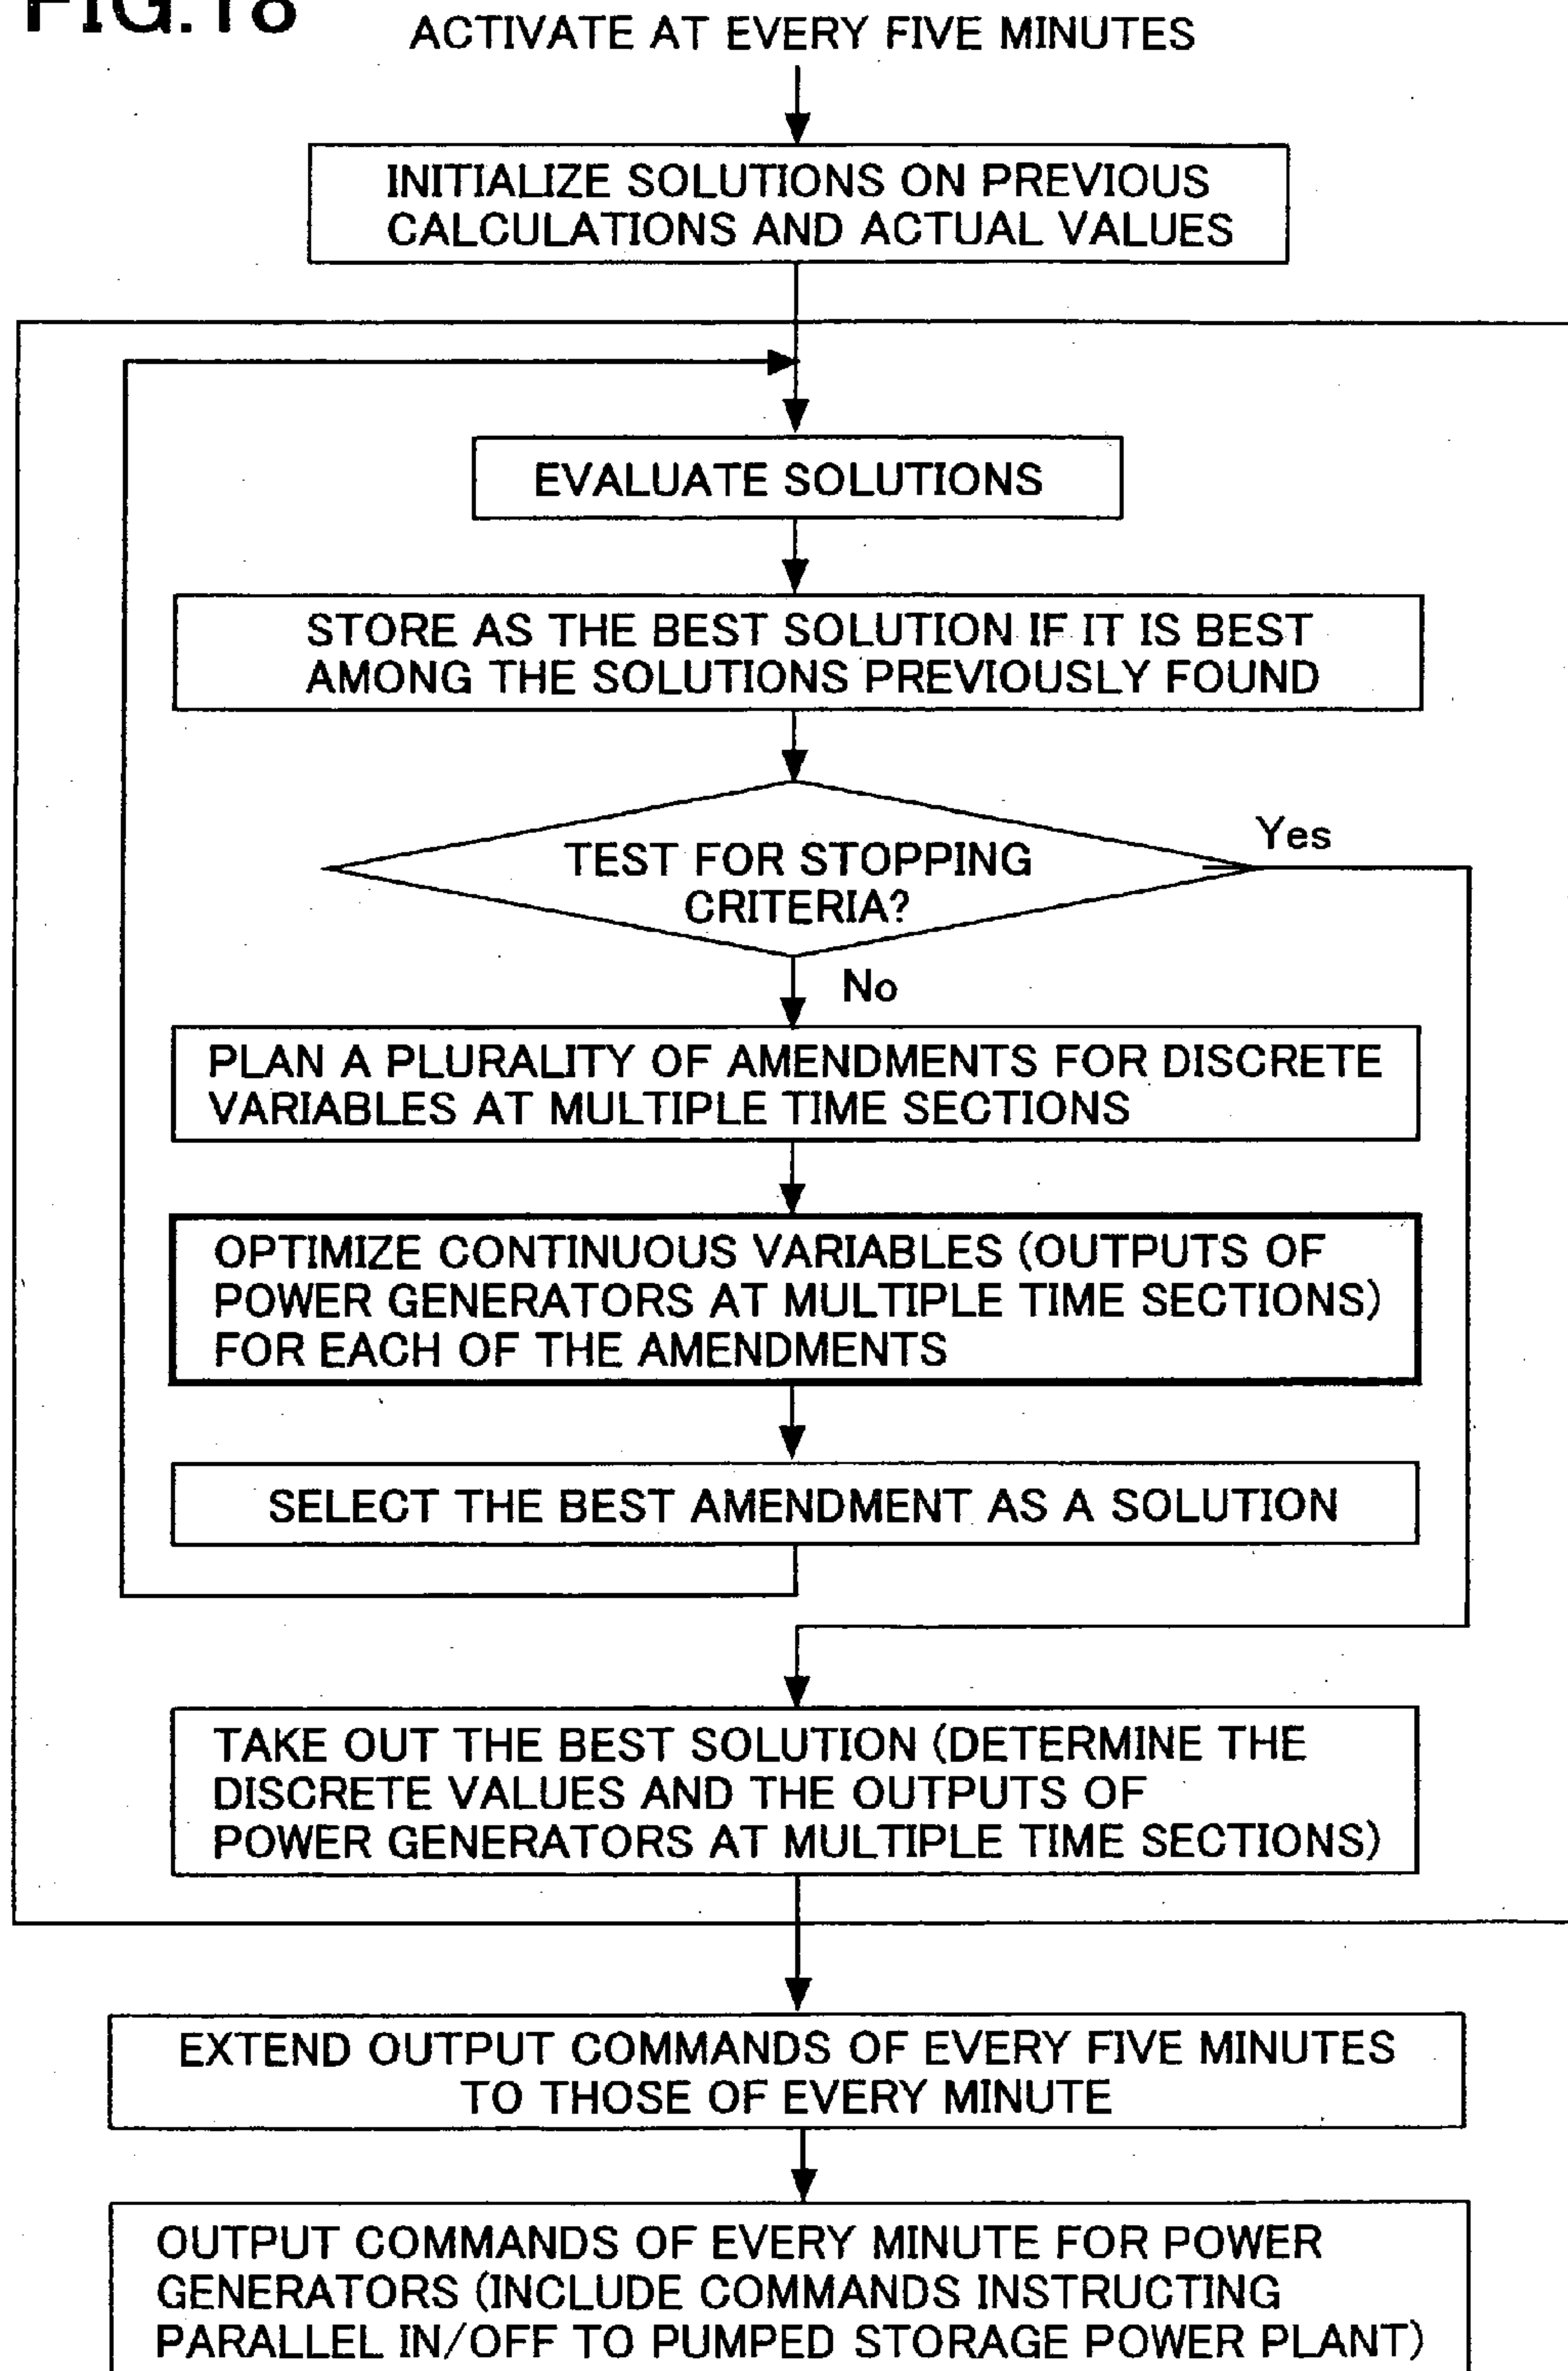 FIG.18
ACTIVATE AT EVERY FIVE MINUTES
INITIALIZE SOLUTIONS ON PREVIOUS
CALCULATIONS AND ACTUAL VALUES
EVALUATE SOLUTIONS
STORE AS THE BEST SOLUTION IF IT IS BEST
AMONG THE SOLUTIONS PREVIOUSLY FOUND
Yes
TEST FOR STOPPING
CRITERIA?
No
PLAN A PLURALITY OF AMENDMENTS FOR DISCRETE
VARIABLES AT MULTIPLE TIME SECTIONS
OPTIMIZE CONTINUOUS VARIABLES (OUTPUTS OF
POWER GENERATORS AT MULTIPLE TIME SECTIONS)
FOR EACH OF THE AMENDMENTS
SELECT THE BEST AMENDMENT AS A SOLUTION
TAKE OUT THE BEST SOLUTION (DETERMINE THE
DISCRETE VALUES AND THE OUTPUTS OF
POWER GENERATORS AT MULTIPLE TIME SECTIONS)
EXTEND OUTPUT COMMANDS OF EVERY FIVE MINUTES
TO THOSE OF EVERY MINUTE
OUTPUT COMMANDS OF EVERY MINUTE FOR POWER
GENERATORS (INCLUDE COMMANDS INSTRUCTING
PARALLEL IN/OFF TO PUMPED STORAGE POWER PLANT)